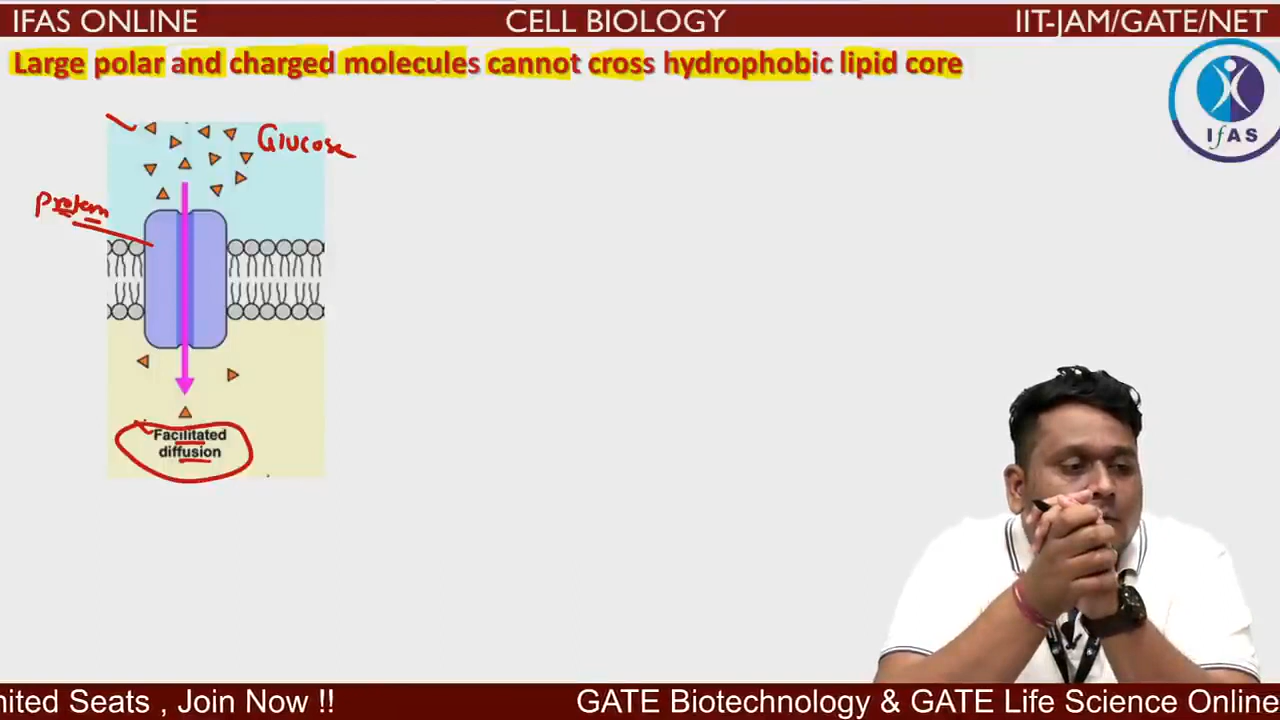 IFAS ONLINE
CELL BIOLOGY
IIT-JAM/GATE/NET
Large polar and charged molecules cannot cross hydrophobic lipid core
IfAS
Glucose
Protein
Facilitated
diffusion
nited Seats , Join Now !!
GATE Biotechnology & GATE Life Science Online